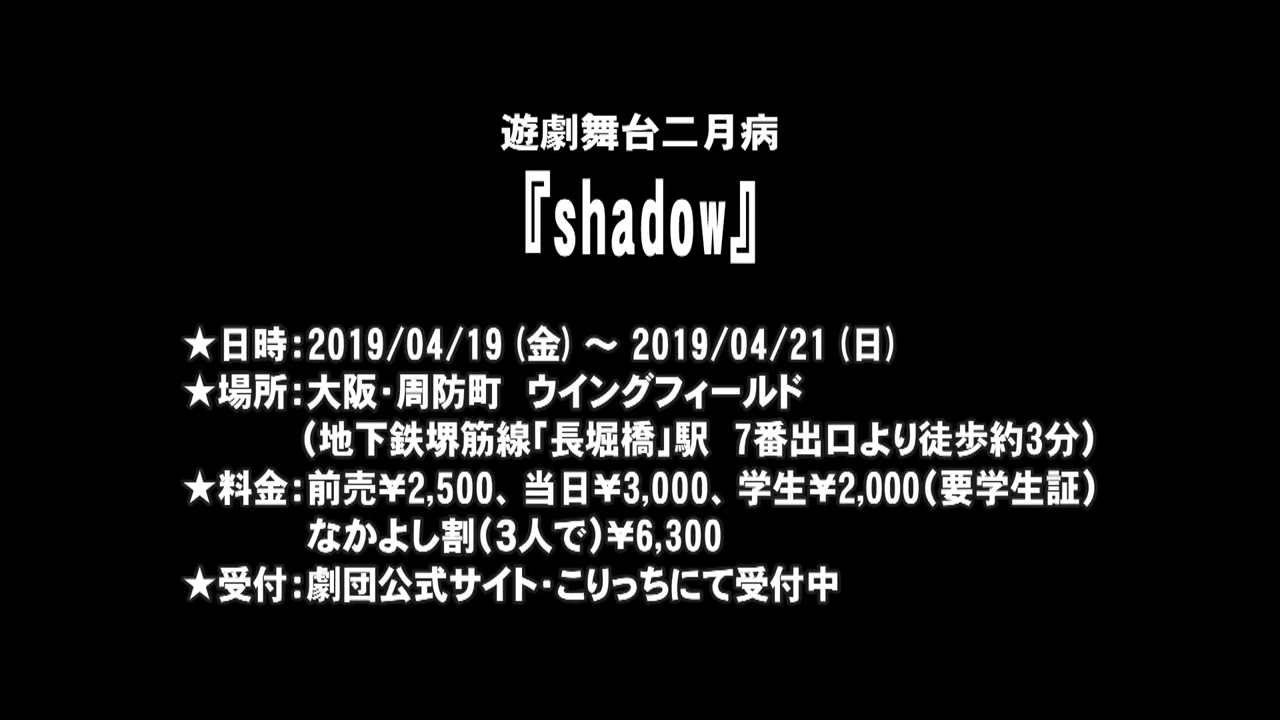 遊劇舞台二月病
『shadow』
★日時：2019/04/19（金）～ 2019/04/21（日）
★場所：大阪・周防町　ウイングフィールド
（地下鉄堺筋線「長堀橋」駅　7番出口より徒歩約3分）
★料金：前売¥2,500、当日¥3,000、学生¥2,000（要学生証）
なかよし割（３人で）¥6,300
★受付：劇団公式サイト・こりっちにて受付中